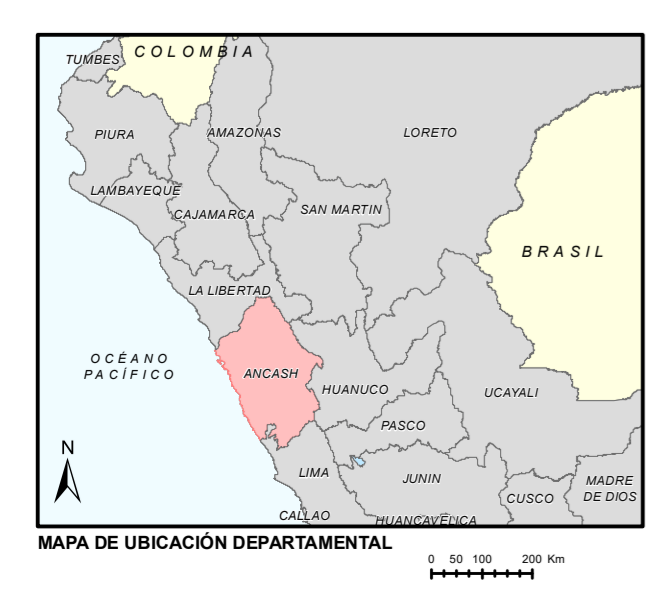 COLOMBIA
TUMBES
PIURA
AMAZONAS
LORETO
LAMBAYEQUE
CAJAMARCA
SAN MARTIN
BRASIL
LA LIBERTAD
OCÉANO
PACÍFICO
ANCASH
HUANUCO
UCAYALI
PASCO
N
LIMA
JUNIN
MADRE
DE DIOS
CUSCO
CALLAO
HUANCAVELICA
MAPA DE UBICACIÓN DEPARTAMENTAL
0 50 100 200 Km